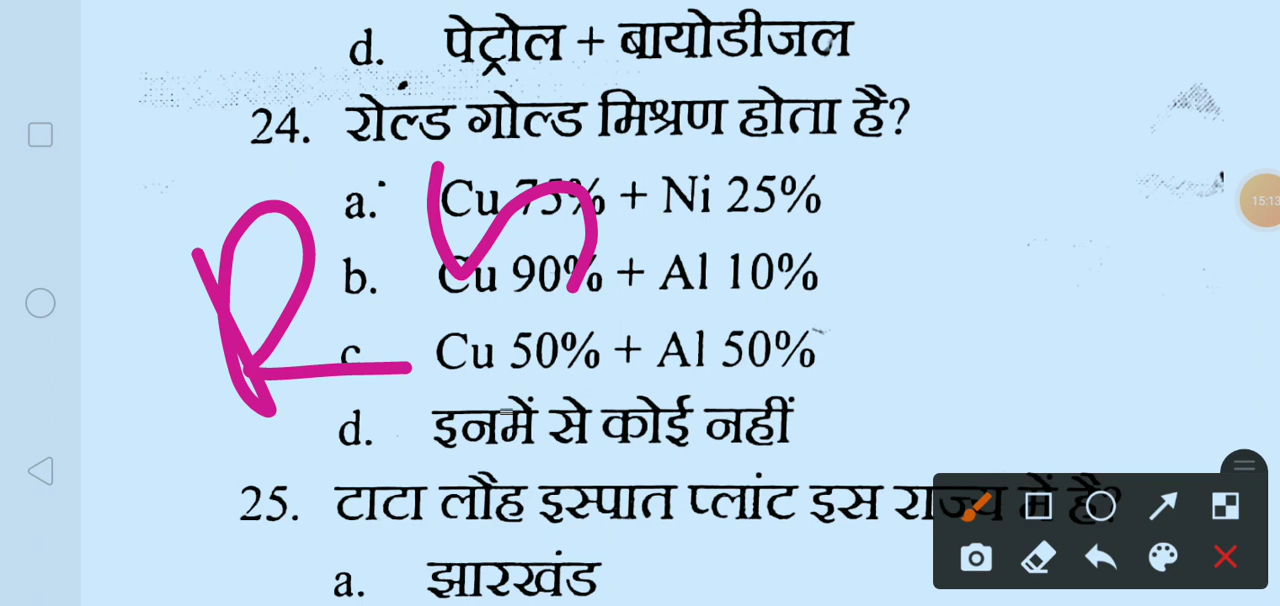 d. पेट्रोल + बायोडीजल
24. रोल्ड गोल्ड मिश्रण होता है?
a. Cu 75% + Ni 25%
b. Cu 90% + Al 10%
c Cu 50% + Al 50%
d. इनमें से कोई नहीं
25. टाटा लौह इस्पात प्लांट इस राज्य में है?
a. झारखंड
15:13